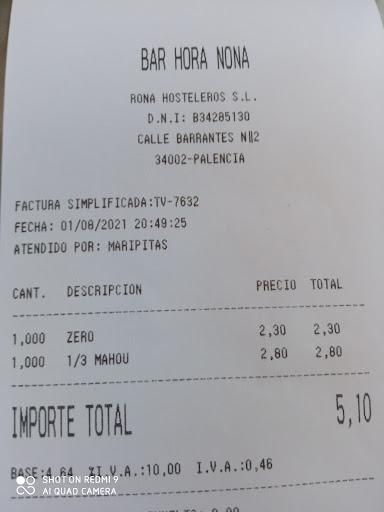 BAR HORA NONA
RONA HOSTELEROS S.L.
D.N.I: B34285130
CALLE BARRANTES Nº2
34002-PALENCIA
FACTURA SIMPLIFICADA:TV-7632
FECHA: 01/08/2021 20:49:25
ATENDIDO POR: MARIPITAS
CANT. DESCRIPCION PRECIO TOTAL
1,000 ZERO 2,30 2,30
1,000 1/3 MAHOU 2,80 2,80
IMPORTE TOTAL 5,10
BASE:4,64 %I.V.A.:10,00 I.V.A.:0,46
SHOT ON REDMI 9
AI QUAD CAMERA